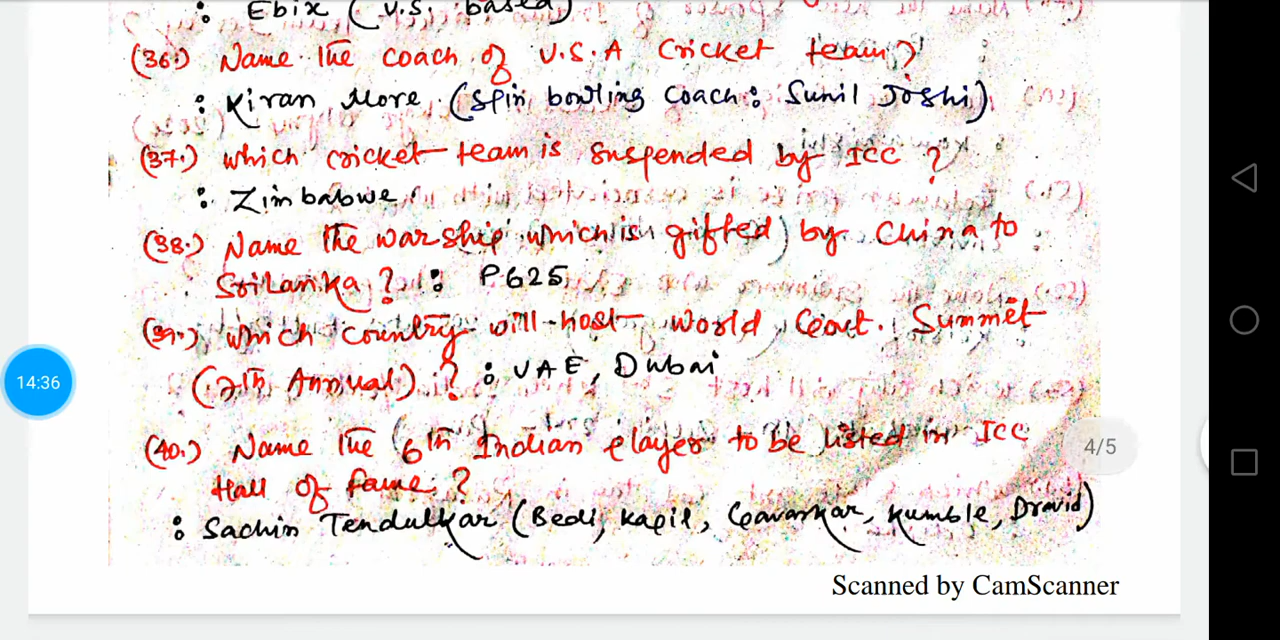 : Ebix (U.S. based)
(36.) Name the coach of U.S.A Cricket team?
: Kiran More (Spin bowling coach: Sunil Joshi)
(37.) Which cricket team is suspended by ICC ?
: Zimbabwe
(38.) Name the warship which is gifted by China to
SriLanka ? : P625
(39.) Which country will host World Govt. Summit
(7th Annual) ? : UAE, Dubai
14:36
(40.) Name the 6th Indian player to be listed in ICC
4/5
Hall of fame ?
: Sachin Tendulkar (Bedi, Kapil, Gavarkar, Kumble, Dravid)
Scanned by CamScanner